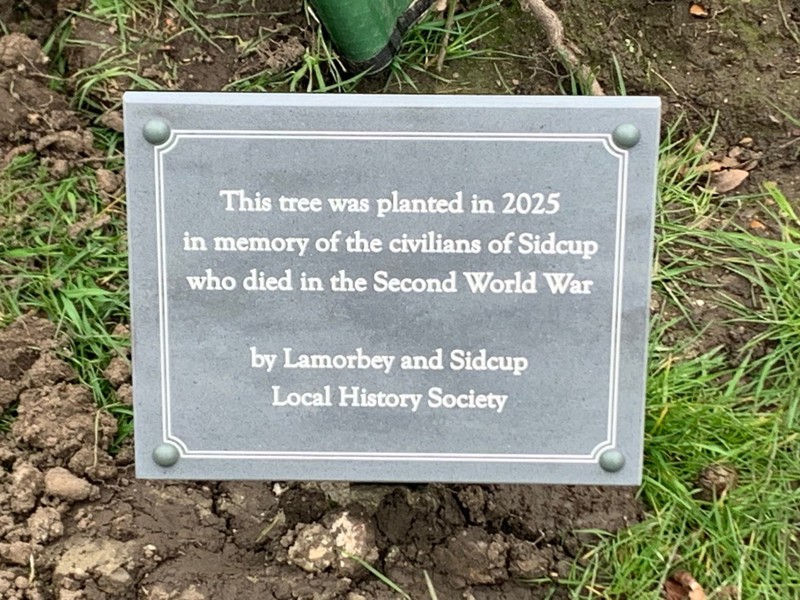 This tree was planted in 2025
in memory of the civilians of Sidcup
who died in the Second World War
by Lamorbey and Sidcup
Local History Society